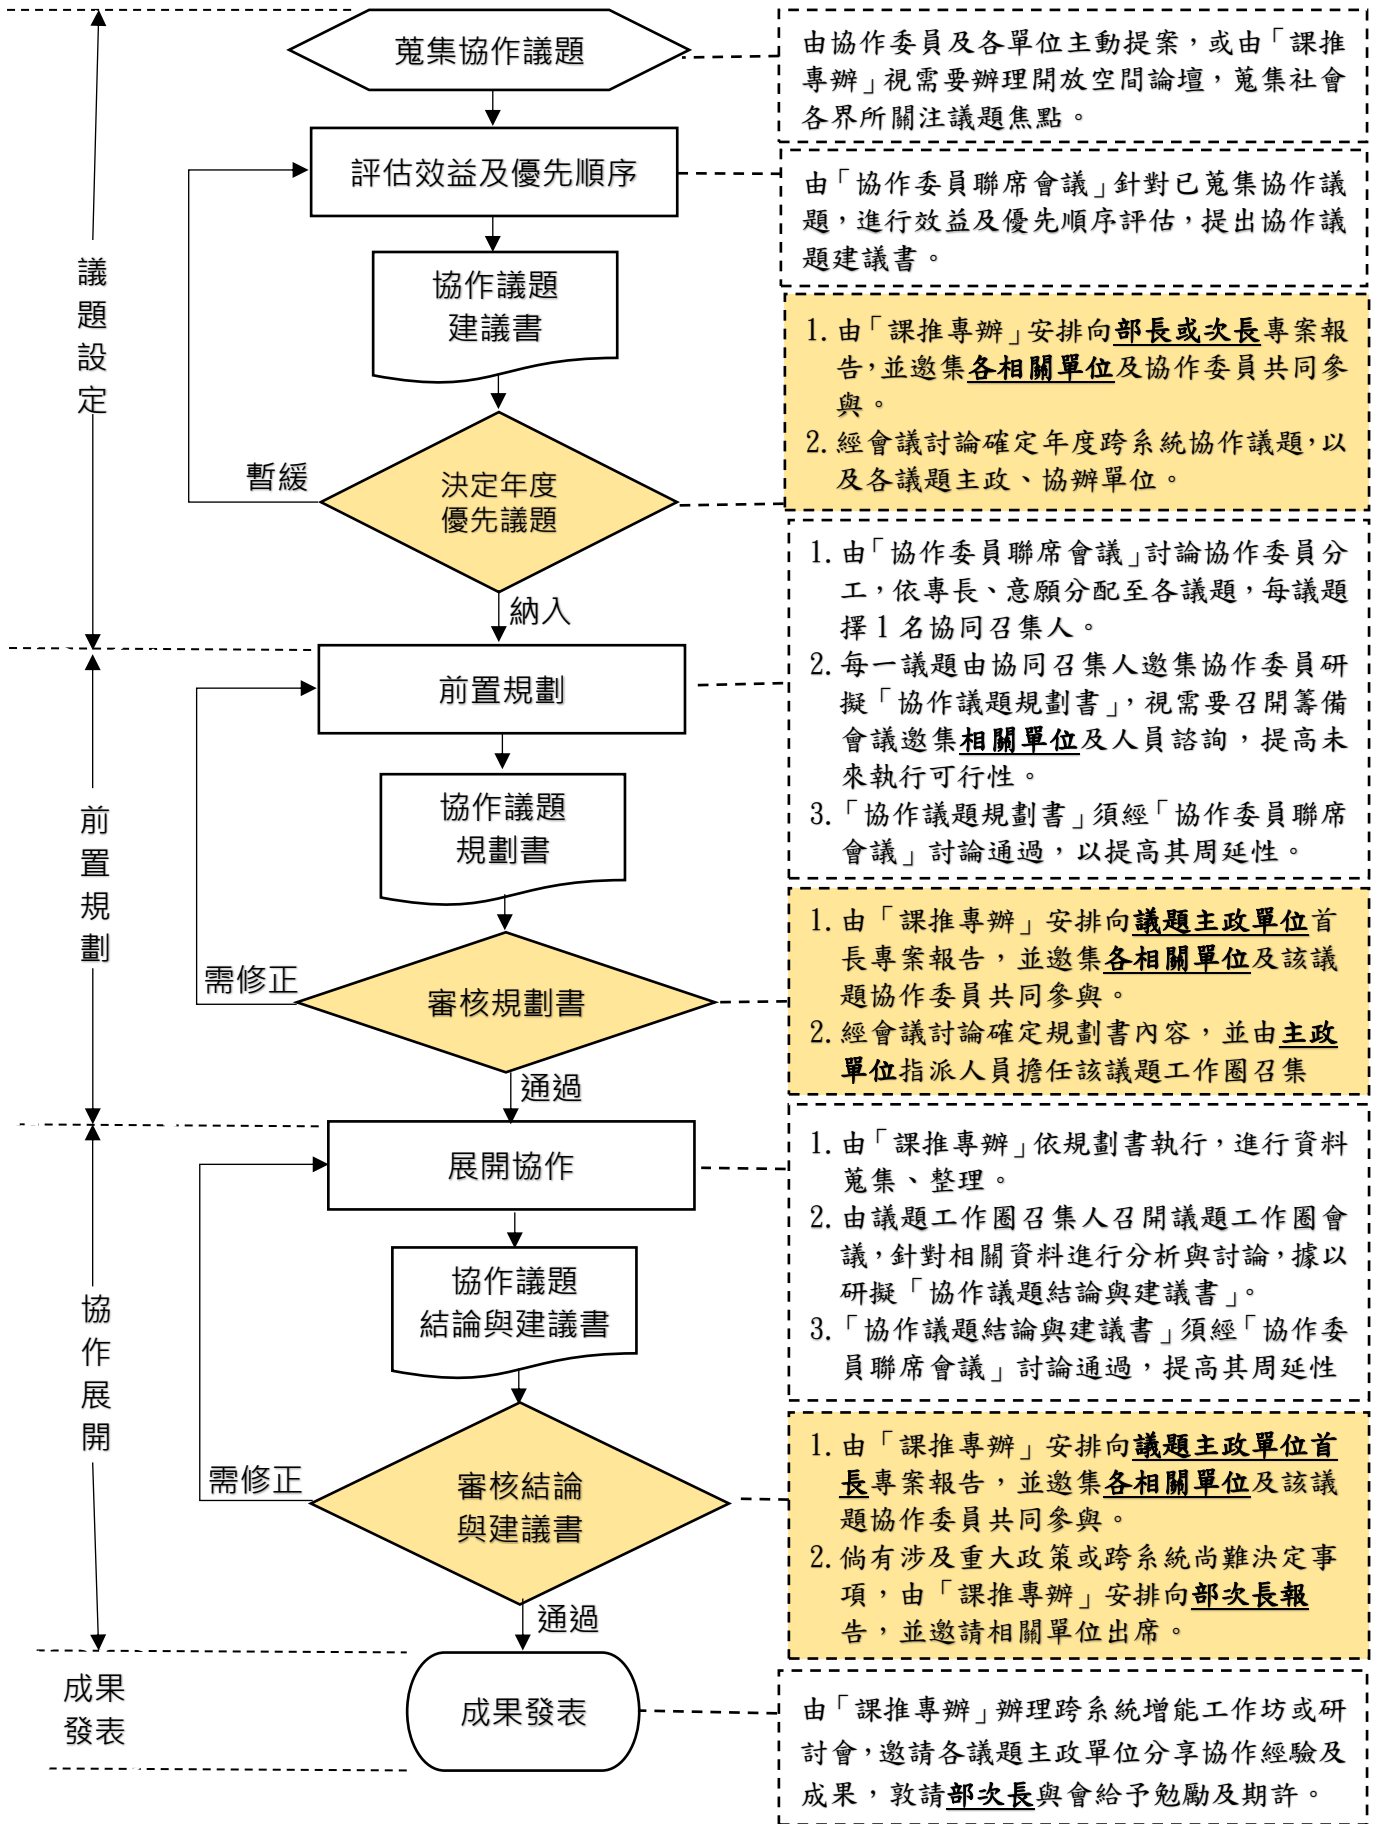 蒐集協作議題
由協作委員及各單位主動提案，或由「課推
專辦」視需要辦理開放空間論壇，蒐集社會
各界所關注議題焦點。
評估效益及優先順序
由「協作委員聯席會議」針對已蒐集協作議
題，進行效益及優先順序評估，提出協作議
題建議書。
議
題
設
定
協作議題
建議書
1. 由「課推專辦」安排向部長或次長專案報
告，並邀集各相關單位及協作委員共同參
與。
2. 經會議討論確定年度跨系統協作議題，以
及各議題主政、協辦單位。
暫緩
決定年度
優先議題
納入
1. 由「協作委員聯席會議」討論協作委員分
工，依專長、意願分配至各議題，每議題
擇 1 名協同召集人。
2. 每一議題由協同召集人邀集協作委員研
擬「協作議題規劃書」，視需要召開籌備
會議邀集相關單位及人員諮詢，提高未
來執行可行性。
3.「協作議題規劃書」須經「協作委員聯席
會議」討論通過，以提高其周延性。
前置規劃
前
置
規
劃
協作議題
規劃書
需修正
審核規劃書
通過
1. 由「課推專辦」安排向議題主政單位首
長專案報告，並邀集各相關單位及該議
題協作委員共同參與。
2. 經會議討論確定規劃書內容，並由主政
單位指派人員擔任該議題工作圈召集
展開協作
1. 由「課推專辦」依規劃書執行，進行資料
蒐集、整理。
2. 由議題工作圈召集人召開議題工作圈會
議，針對相關資料進行分析與討論，據以
研擬「協作議題結論與建議書」。
3.「協作議題結論與建議書」須經「協作委
員聯席會議」討論通過，提高其周延性
協
作
展
開
協作議題
結論與建議書
需修正
審核結論
與建議書
通過
1. 由「課推專辦」安排向議題主政單位首
長專案報告，並邀集各相關單位及該議
題協作委員共同參與。
2. 倘有涉及重大政策或跨系統尚難決定事
項，由「課推專辦」安排向部次長報
告，並邀請相關單位出席。
成果
發表
成果發表
由「課推專辦」辦理跨系統增能工作坊或研
討會，邀請各議題主政單位分享協作經驗及
成果，敦請部次長與會給予勉勵及期許。